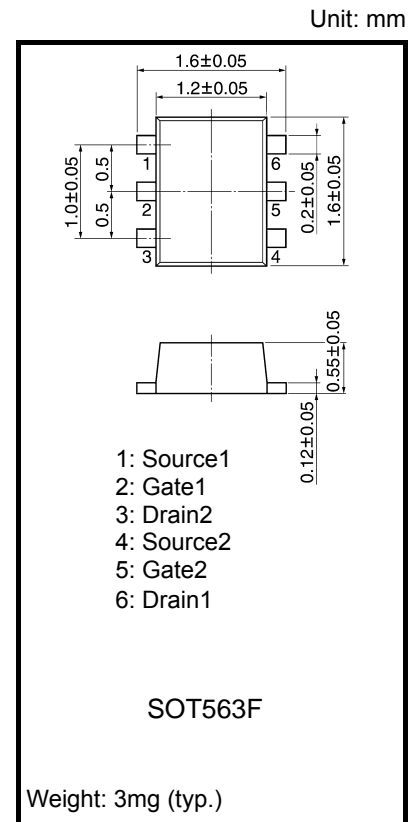 Unit: mm
1.6±0.05
1.2±0.05
1.0±0.05
0.5
0.5
1
2
3
6
5
4
0.2±0.05
1.6±0.05
0.55±0.05
0.12±0.05
1: Source1
2: Gate1
3: Drain2
4: Source2
5: Gate2
6: Drain1
SOT563F
Weight: 3mg (typ.)